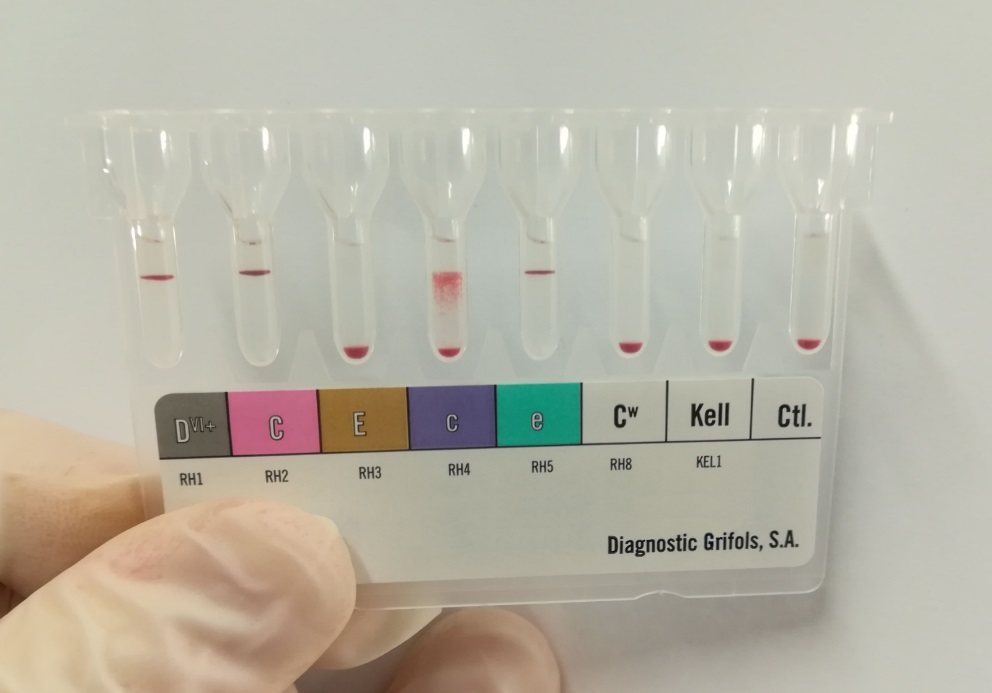 DVI+ C E c e Cw Kell Ctl.
RH1 RH2 RH3 RH4 RH5 RH8 KEL1
Diagnostic Grifols, S.A.